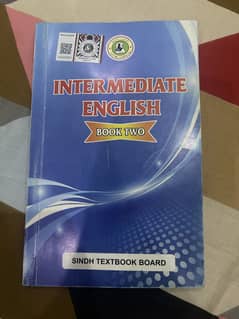 INTERMEDIATE
ENGLISH
BOOK TWO
SINDH TEXTBOOK BOARD